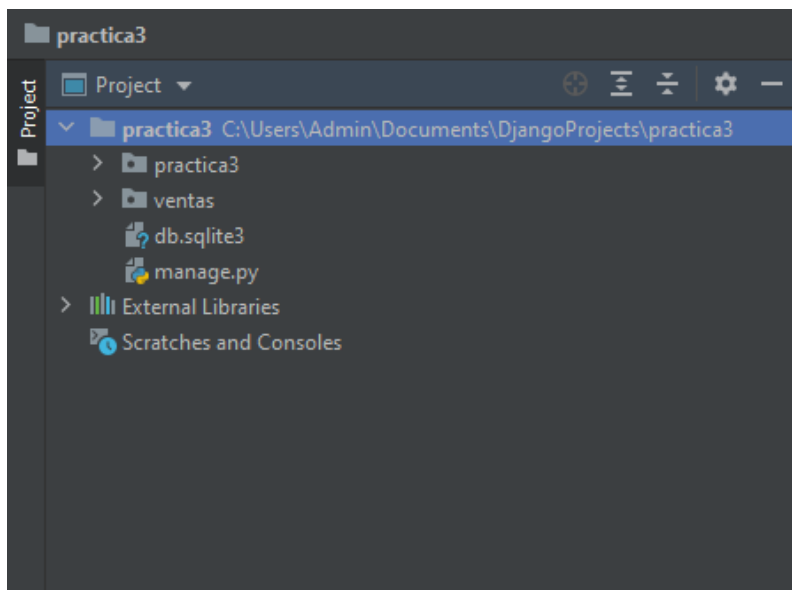 practica3
Project
Project
practica3 C:\Users\Admin\Documents\DjangoProjects\practica3
practica3
ventas
db.sqlite3
manage.py
External Libraries
Scratches and Consoles